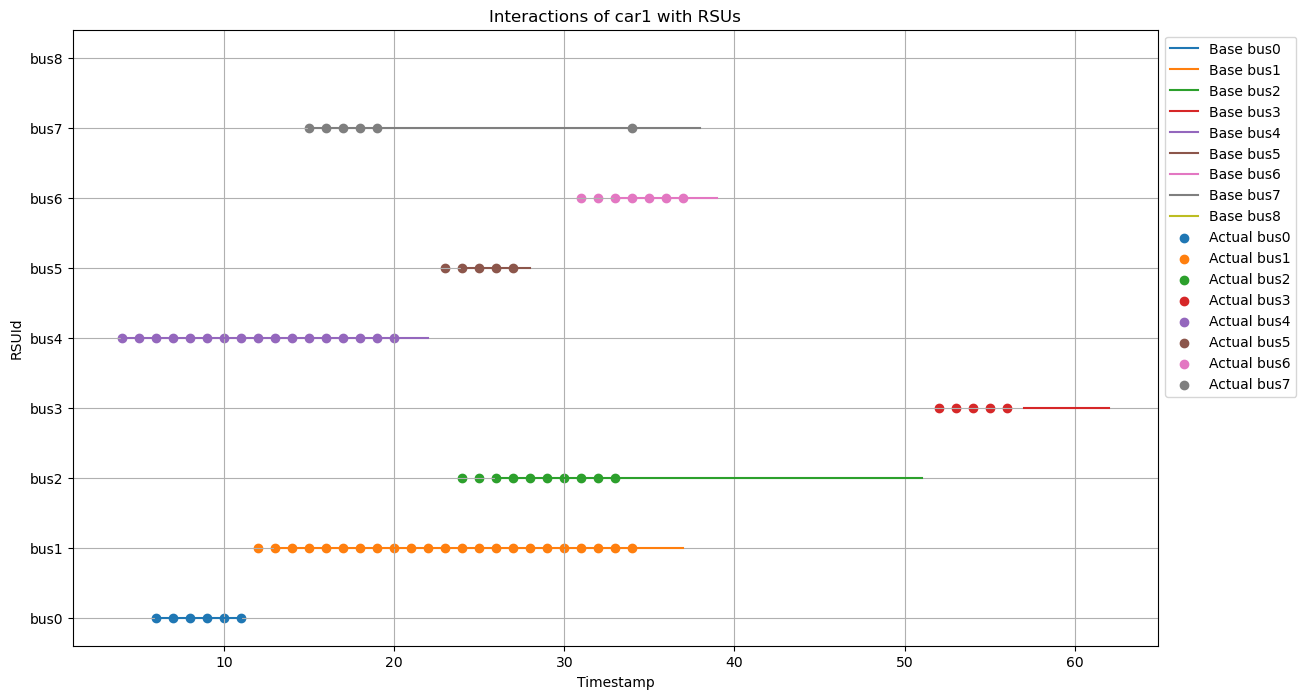 Interactions of car1 with RSUs
RSUId
bus8
bus7
bus6
bus5
bus4
bus3
bus2
bus1
bus0
10 20 30 40 50 60
Timestamp
Base bus0
Base bus1
Base bus2
Base bus3
Base bus4
Base bus5
Base bus6
Base bus7
Base bus8
Actual bus0
Actual bus1
Actual bus2
Actual bus3
Actual bus4
Actual bus5
Actual bus6
Actual bus7